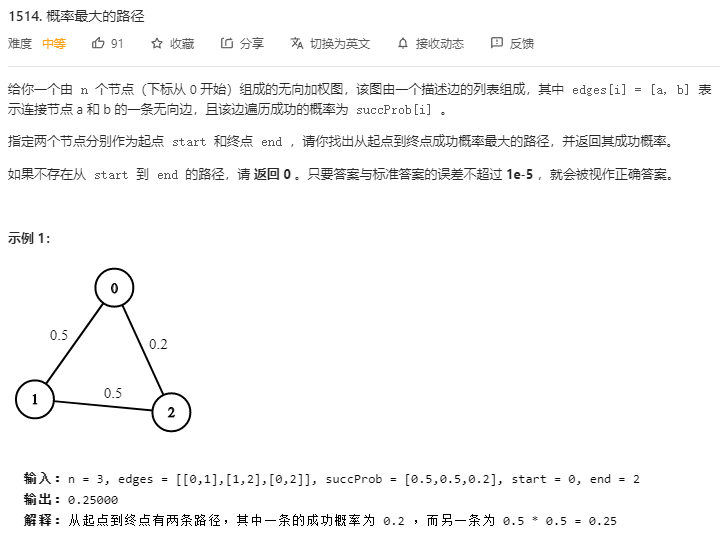 1514. 概率最大的路径
难度 中等 91 收藏 分享 切换为英文 接收动态 反馈
给你一个由 n 个节点（下标从 0 开始）组成的无向加权图，该图由一个描述边的列表组成，其中 edges[i] = [a, b] 表
示连接节点 a 和 b 的一条无向边，且该边遍历成功的概率为 succProb[i] 。
指定两个节点分别作为起点 start 和终点 end ，请你找出从起点到终点成功概率最大的路径，并返回其成功概率。
如果不存在从 start 到 end 的路径，请 返回 0 。只要答案与标准答案的误差不超过 1e-5 ，就会被视作正确答案。
示例 1：
0
0.5
0.2
0.5
1
2
输入：n = 3, edges = [[0,1],[1,2],[0,2]], succProb = [0.5,0.5,0.2], start = 0, end = 2
输出：0.25000
解释：从起点到终点有两条路径，其中一条的成功概率为 0.2 ，而另一条为 0.5 * 0.5 = 0.25